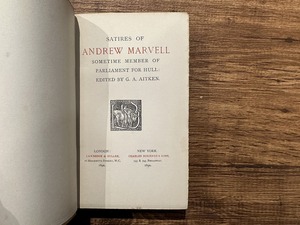 SATIRES OF
ANDREW MARVELL
SOMETIME MEMBER OF
PARLIAMENT FOR HULL.
EDITED BY G. A. AITKEN.
LONDON:
LAWRENCE & BULLEN,
NEW YORK:
CHARLES SCRIBNER'S SONS,